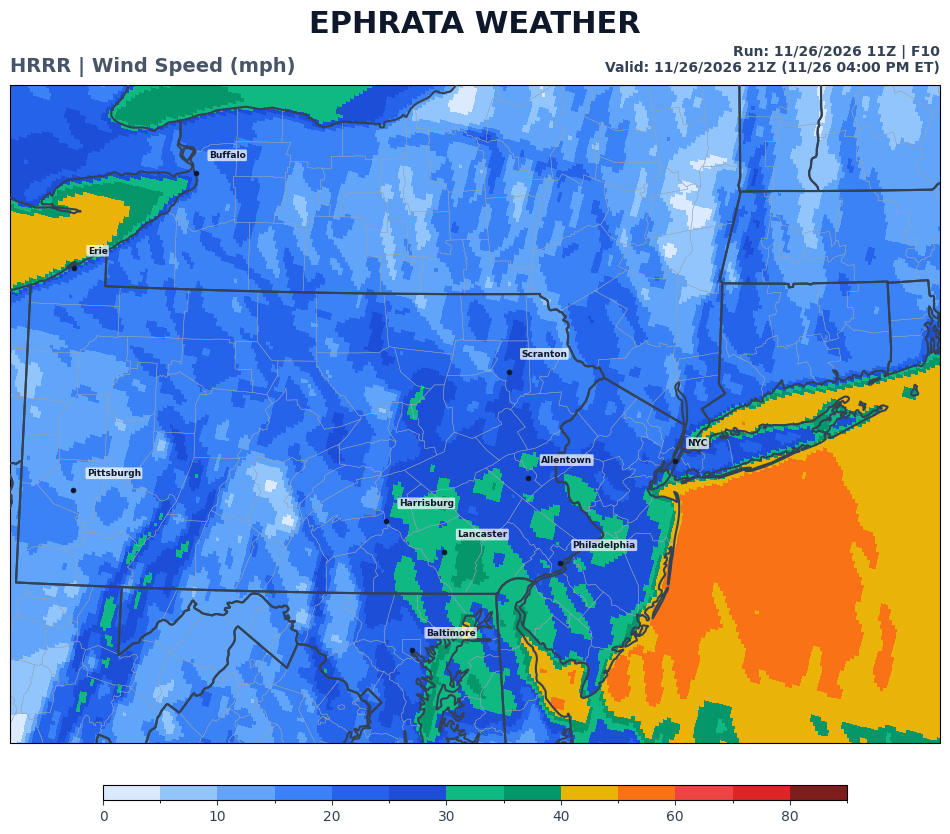 EPHRATA WEATHER
HRRR | Wind Speed (mph)
Run: 11/26/2026 11Z | F10
Valid: 11/26/2026 21Z (11/26 04:00 PM ET)
Buffalo
Erie
Scranton
NYC
Allentown
Pittsburgh
Harrisburg
Lancaster
Philadelphia
Baltimore
0 10 20 30 40 60 80